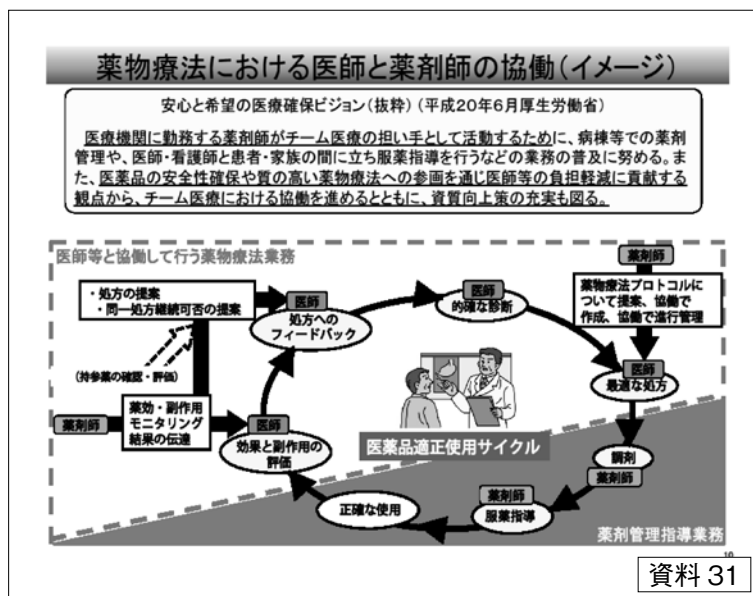 薬物療法における医師と薬剤師の協働（イメージ）
安心と希望の医療確保ビジョン（抜粋）（平成20年6月厚生労働省）
医療機関に勤務する薬剤師がチーム医療の担い手として活動するために、病棟等での薬剤
管理や、医師・看護師と患者・家族の間に立ち服薬指導を行うなどの業務の普及に努める。ま
た、医薬品の安全性確保や質の高い薬物療法への参画を通じ医師等の負担軽減に貢献する
観点から、チーム医療における協働を進めるとともに、資質向上策の充実も図る。
医師等と協働して行う薬物療法業務
薬剤師
薬物療法プロトコルに
ついて提案、協働で
作成、協働で進行管理
・処方の提案
・同一処方継続可否の提案
医師
処方への
フィードバック
医師
的確な診断
医師
最適な処方
（持参薬の確認・評価）
薬剤師
薬効・副作用
モニタリング
結果の伝達
医師
効果と副作用の
評価
医薬品適正使用サイクル
調剤
薬剤師
薬剤師
服薬指導
正確な使用
薬剤管理指導業務
資料 31